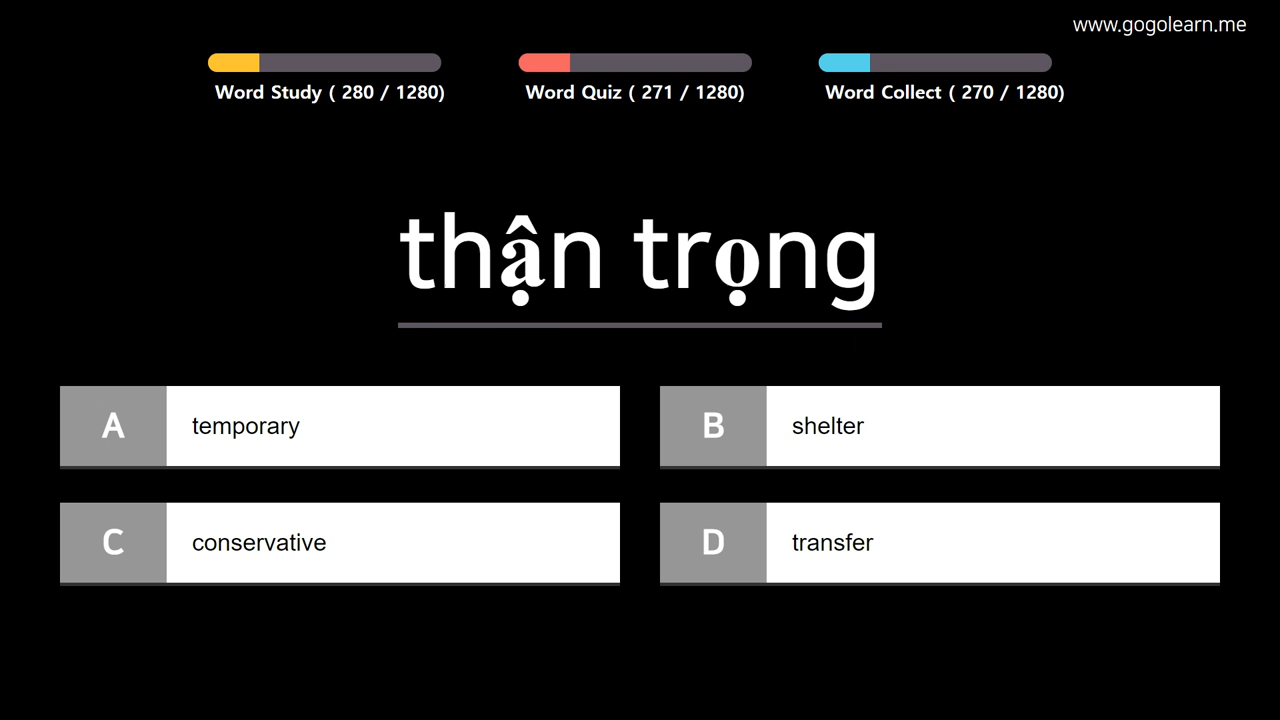 www.gogolearn.me
Word Study ( 280 / 1280)
Word Quiz ( 271 / 1280)
Word Collect ( 270 / 1280)
thận trọng
A temporary
B shelter
C conservative
D transfer